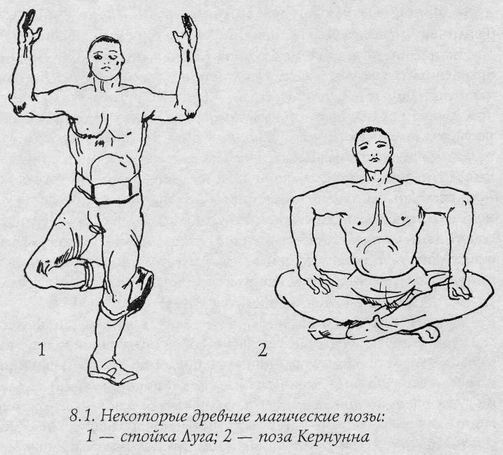 1
2
8.1. Некоторые древние магические позы:
1 — стойка Луга; 2 — поза Кернунна